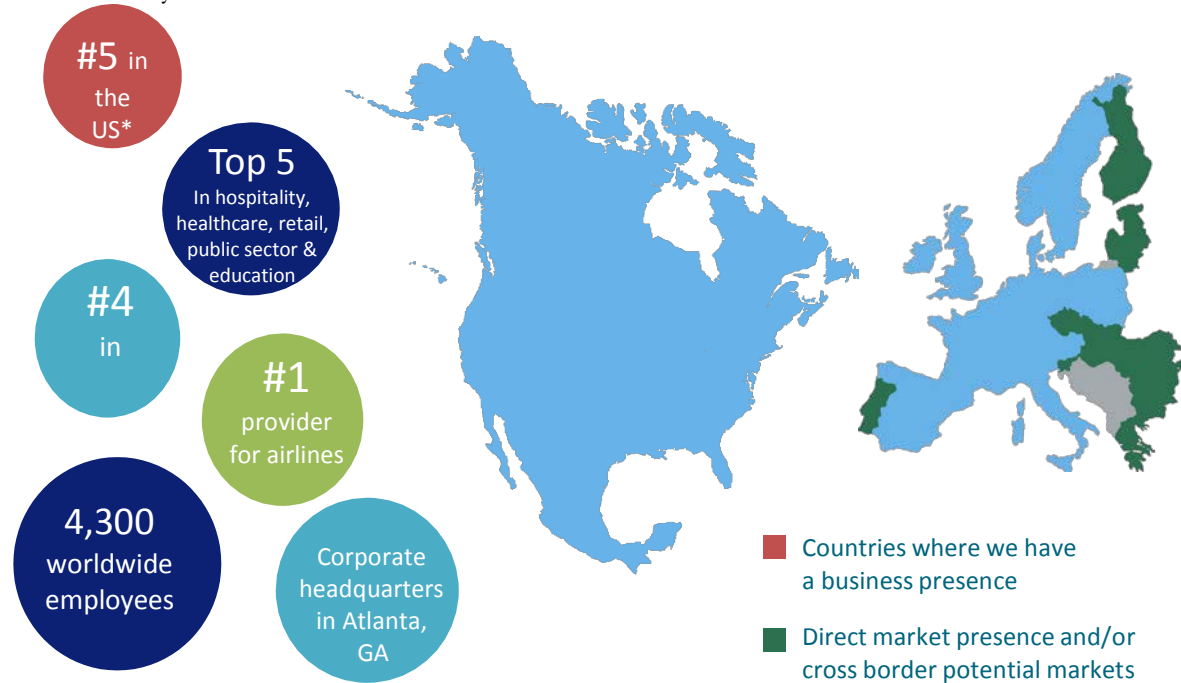 #5 in
the
US*
Top 5
In hospitality,
healthcare, retail,
public sector &
education
#4
in
#1
provider
for airlines
4,300
worldwide
employees
Corporate
headquarters
in Atlanta,
GA
Countries where we have
a business presence
Direct market presence and/or
cross border potential markets